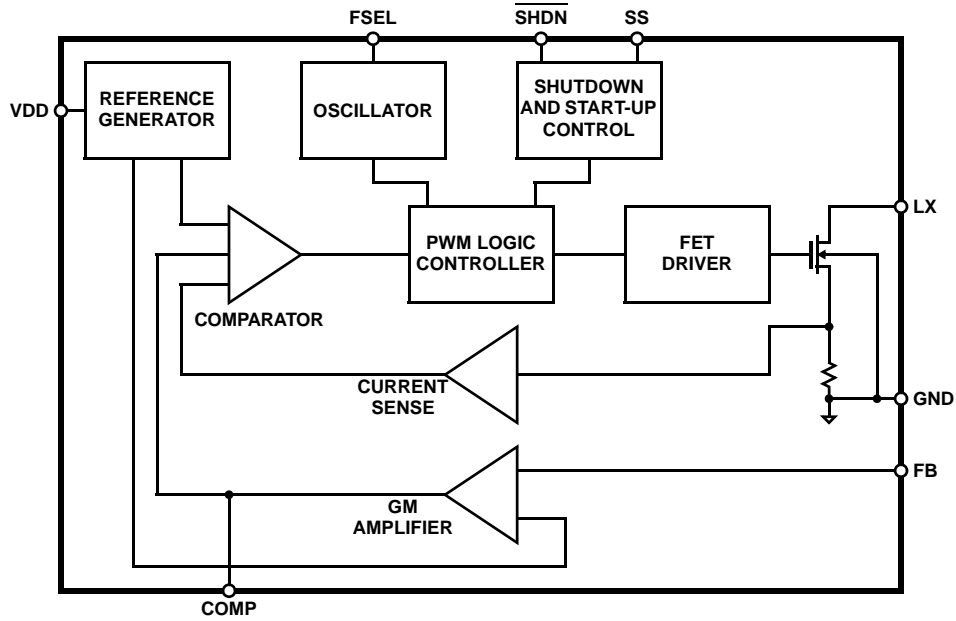 FSEL
SHDN
SS
VDD
REFERENCE
GENERATOR
OSCILLATOR
SHUTDOWN
AND START-UP
CONTROL
LX
PWM LOGIC
CONTROLLER
FET
DRIVER
COMPARATOR
CURRENT
SENSE
GND
FB
GM
AMPLIFIER
COMP